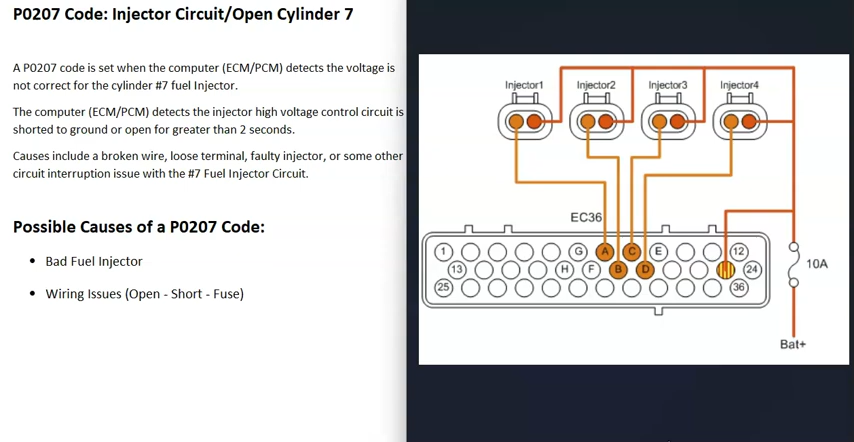 P0207 Code: Injector Circuit/Open Cylinder 7
A P0207 code is set when the computer (ECM/PCM) detects the voltage is
not correct for the cylinder #7 fuel Injector.
The computer (ECM/PCM) detects the injector high voltage control circuit is
shorted to ground or open for greater than 2 seconds.
Causes include a broken wire, loose terminal, faulty injector, or some other
circuit interruption issue with the #7 Fuel Injector Circuit.
Possible Causes of a P0207 Code:
• Bad Fuel Injector
• Wiring Issues (Open - Short - Fuse)
Injector1 Injector2 Injector3 Injector4
EC36
1 G A C E 12
13 H F B D 24
25 36
10A
Bat+